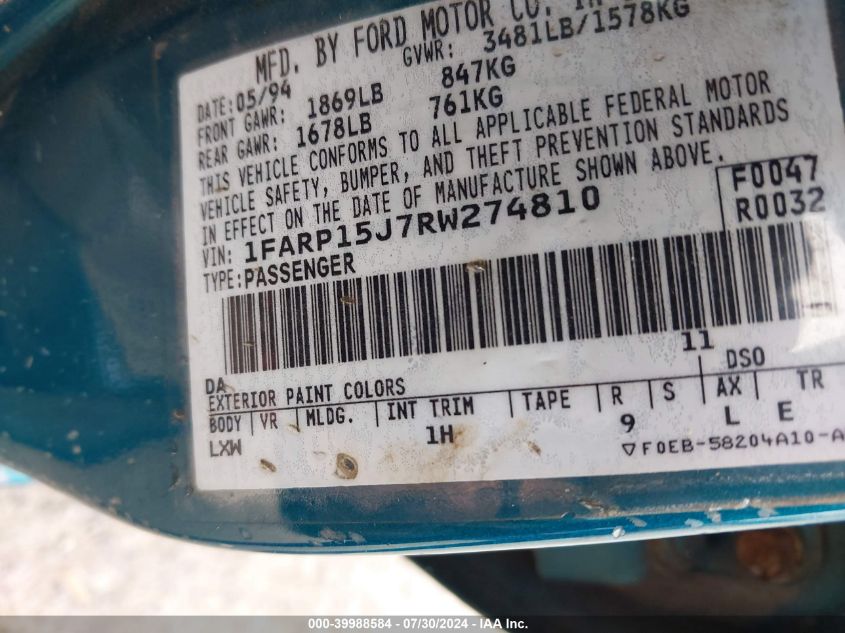 MFD. BY FORD MOTOR CO. IN
DATE: 05/94 GVWR: 3481LB/1578KG
FRONT GAWR: 1869LB 847KG
REAR GAWR: 1678LB 761KG
THIS VEHICLE CONFORMS TO ALL APPLICABLE FEDERAL MOTOR
VEHICLE SAFETY, BUMPER, AND THEFT PREVENTION STANDARDS
IN EFFECT ON THE DATE OF MANUFACTURE SHOWN ABOVE.
VIN: 1FARP15J7RW274810 F0047
TYPE: PASSENGER R0032
11
DA DSO
EXTERIOR PAINT COLORS
BODY VR MLDG. INT TRIM TAPE R S AX TR
LXW 1H 9 L E
▽F0EB-58204A10-A
000-39988584 / 07/30/2024 - IAA Inc.